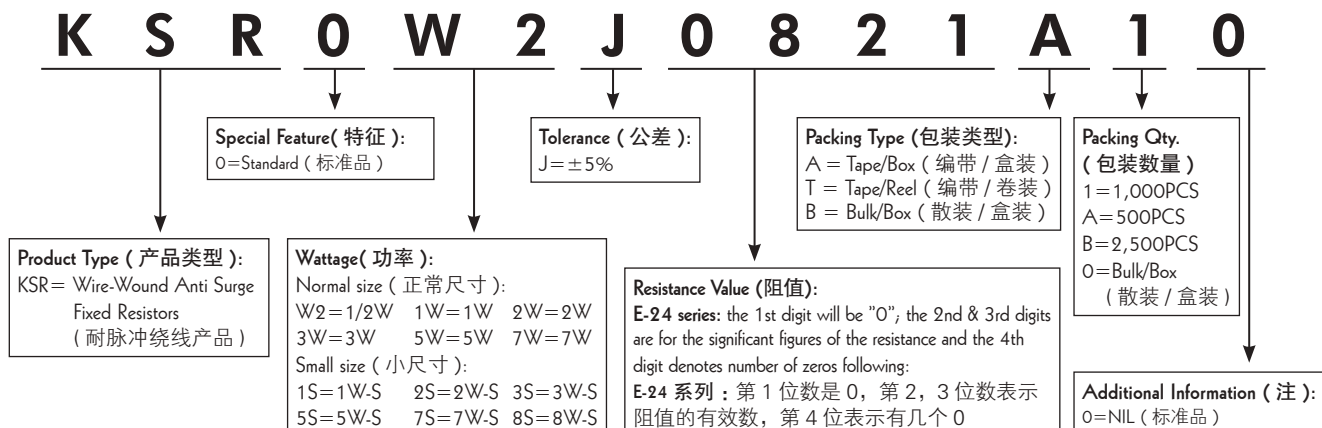 K S R 0 W 2 J 0 8 2 1 A 1 0
Special Feature( 特征 ):
0=Standard ( 标准品 )
Tolerance ( 公差 ):
J=±5%
Packing Type (包装类型):
A = Tape/Box ( 编带 / 盒装 )
T = Tape/Reel ( 编带 / 卷装 )
B = Bulk/Box ( 散装 / 盒装 )
Packing Qty.
( 包装数量 )
1=1,000PCS
A=500PCS
B=2,500PCS
0=Bulk/Box
( 散装 / 盒装 )
Product Type ( 产品类型 ):
KSR= Wire-Wound Anti Surge
Fixed Resistors
( 耐脉冲绕线产品 )
Wattage( 功率 ):
Normal size ( 正常尺寸 ):
W2=1/2W 1W=1W 2W=2W
3W=3W 5W=5W 7W=7W
Small size ( 小尺寸 ):
1S=1W-S 2S=2W-S 3S=3W-S
5S=5W-S 7S=7W-S 8S=8W-S
Resistance Value (阻值):
E-24 series: the 1st digit will be "0"; the 2nd & 3rd digits
are for the significant figures of the resistance and the 4th
digit denotes number of zeros following:
E-24 系列 : 第 1 位数是 0, 第 2, 3 位数表示
阻值的有效数, 第 4 位表示有几个 0
Additional Information ( 注 ):
0=NIL ( 标准品 )